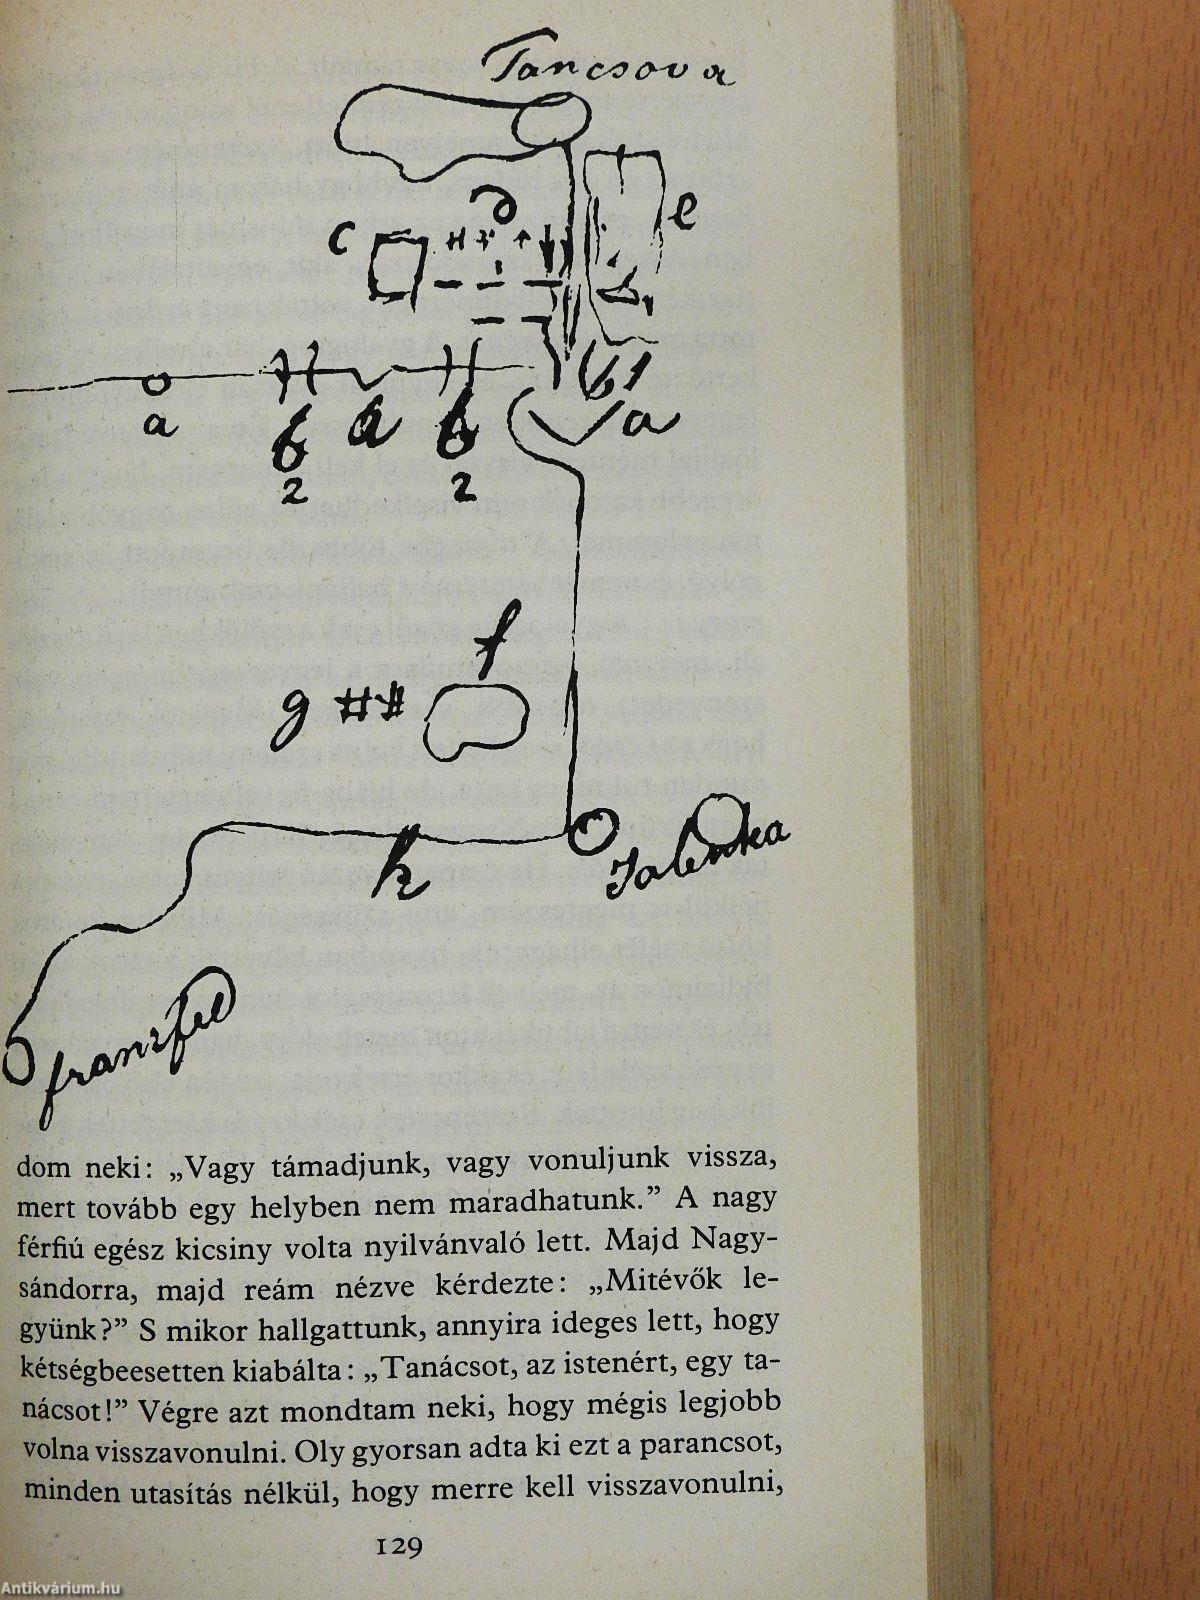 Tancsova
c d e
a b a b b1 a
2 2
f
g
h
Jabuka
franzfeld
dom neki: „Vagy támadjunk, vagy vonuljunk vissza,
mert tovább egy helyben nem maradhatunk.” A nagy
férfiú egész kicsiny volta nyilvánvaló lett. Majd Nagy-
sándorra, majd reám nézve kérdezte: „Mitévők le-
gyünk?” S mikor hallgattunk, annyira ideges lett, hogy
kétségbeesetten kiabálta: „Tanácsot, az istenért, egy ta-
nácsot!” Végre azt mondtam neki, hogy mégis legjobb
volna visszavonulni. Oly gyorsan adta ki ezt a parancsot,
minden utasítás nélkül, hogy merre kell visszavonulni,
129
Antikvárium.hu